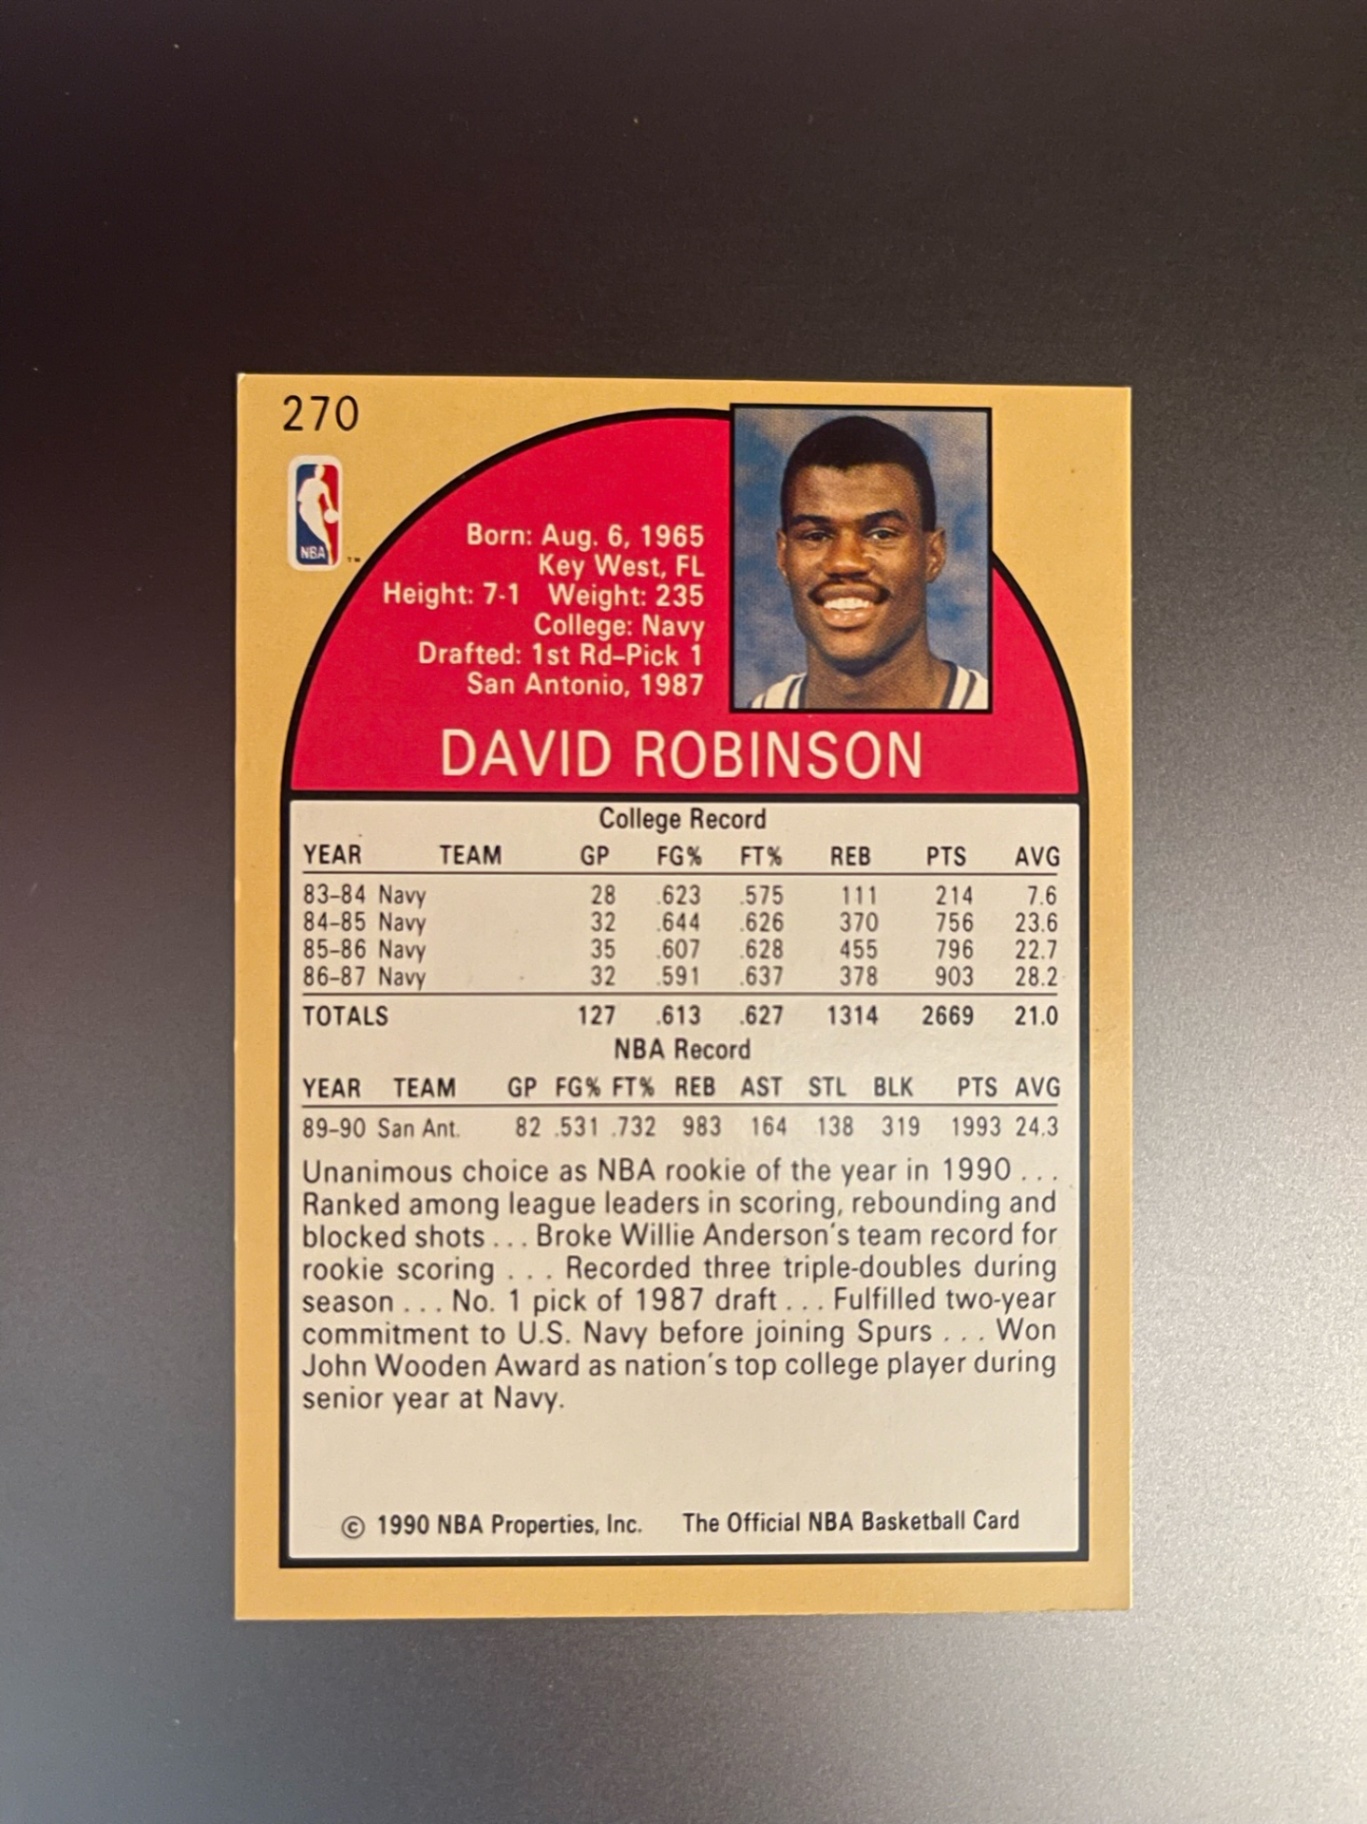 270
NBA
™
Born: Aug. 6, 1965
Key West, FL
Height: 7-1 Weight: 235
College: Navy
Drafted: 1st Rd–Pick 1
San Antonio, 1987
DAVID ROBINSON
College Record
YEAR TEAM GP FG% FT% REB PTS AVG
83–84 Navy 28 .623 .575 111 214 7.6
84–85 Navy 32 .644 .626 370 756 23.6
85–86 Navy 35 .607 .628 455 796 22.7
86–87 Navy 32 .591 .637 378 903 28.2
TOTALS 127 .613 .627 1314 2669 21.0
NBA Record
YEAR TEAM GP FG% FT% REB AST STL BLK PTS AVG
89–90 San Ant. 82 .531 .732 983 164 138 319 1993 24.3
Unanimous choice as NBA rookie of the year in 1990 . . .
Ranked among league leaders in scoring, rebounding and
blocked shots . . . Broke Willie Anderson's team record for
rookie scoring . . . Recorded three triple-doubles during
season . . . No. 1 pick of 1987 draft . . . Fulfilled two-year
commitment to U.S. Navy before joining Spurs . . . Won
John Wooden Award as nation's top college player during
senior year at Navy.
© 1990 NBA Properties, Inc. The Official NBA Basketball Card